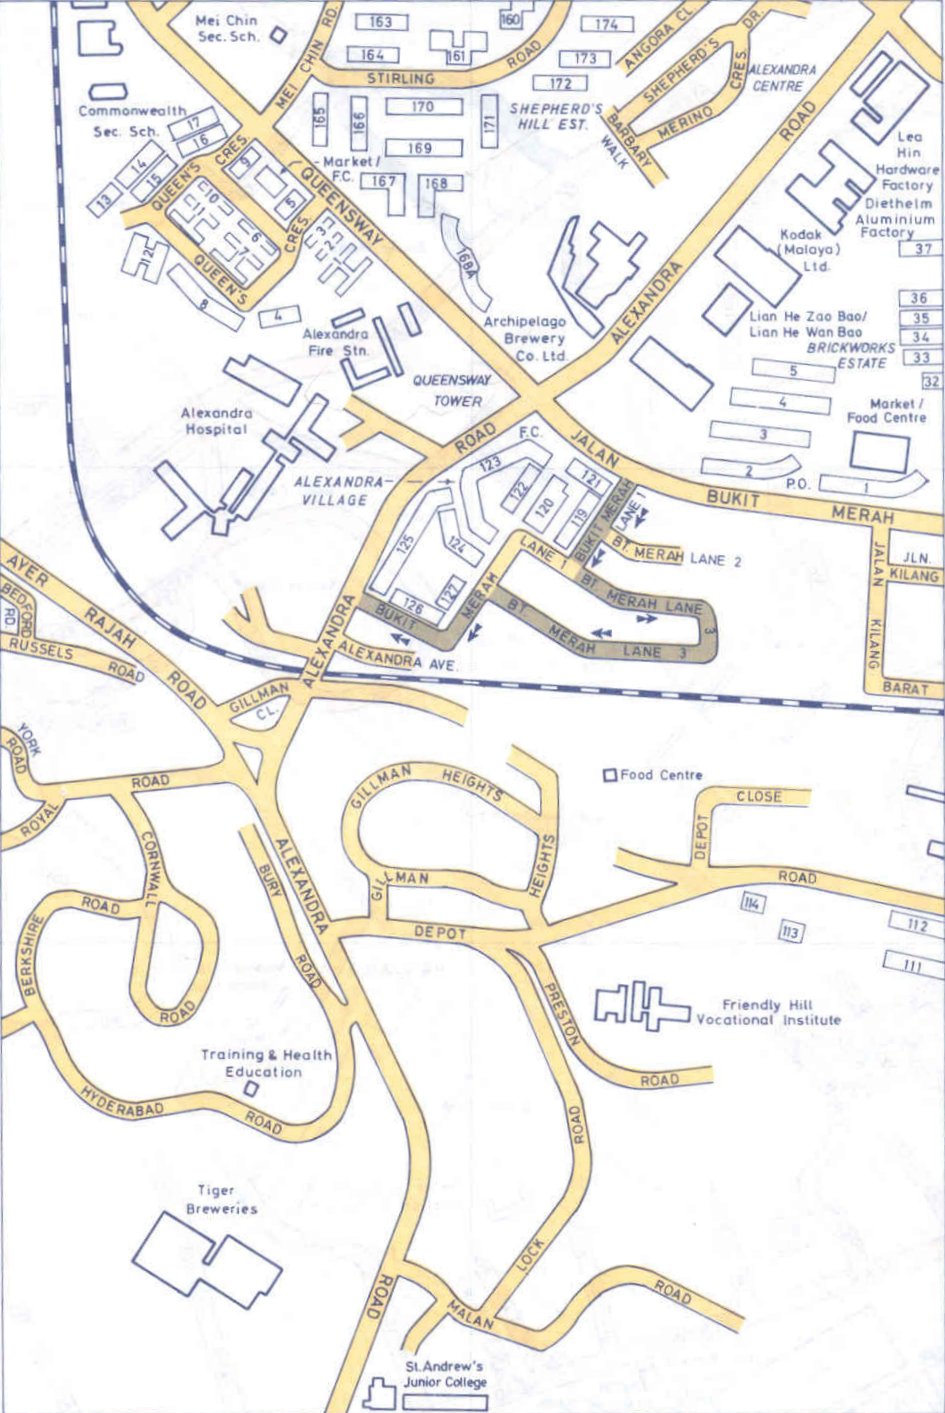 Mei Chin
Sec. Sch.
MEI CHIN RD.
163
164
160
161
174
173
172
ANGORA CL.
SHEPHERD'S DR.
MERINO CRES.
BARBARY
WALK
ALEXANDRA
CENTRE
STIRLING ROAD
SHEPHERD'S
HILL EST.
165
166
170
169
171
167
168
168A
Market/
F.C.
Commonwealth
Sec. Sch.
17
16
14
15
13
QUEEN'S CRES.
9
5
10
11
6
7
3
2
12
8
4
QUEEN'S CRES.
QUEENSWAY
ALEXANDRA ROAD
Lea
Hin
Hardware
Factory
Diethelm
Aluminium
Factory
Kodak
(Malaya)
Ltd.
37
36
35
34
33
32
Lian He Zao Bao/
Lian He Wan Bao
BRICKWORKS
ESTATE
Archipelago
Brewery
Co. Ltd.
Alexandra
Fire Stn.
QUEENSWAY
TOWER
Alexandra
Hospital
ALEXANDRA
VILLAGE
5
4
3
2
1
Market/
Food Centre
P.O.
F.C.
JALAN BUKIT MERAH
ROAD
123
122
121
120
119
124
125
126
127
BUKIT MERAH
LANE 1
BUKIT MERAH
LANE 1
BT. MERAH LANE 2
BT. MERAH LANE
3
BT MERAH LANE 3
JALAN KILANG
JLN.
KILANG
BARAT
AYER RAJAH ROAD
BEDFORD
RD.
RUSSELS ROAD
ALEXANDRA
ALEXANDRA AVE.
GILLMAN
CL.
YORK
ROAD
ROYAL
ROAD
GILLMAN HEIGHTS
GILLMAN HEIGHTS
Food Centre
DEPOT CLOSE
DEPOT ROAD
114
113
112
111
CORNWALL
ROAD
BERKSHIRE
ROAD
BURY ROAD
ALEXANDRA
PRESTON
ROAD
Friendly Hill
Vocational Institute
Training & Health
Education
HYDERABAD ROAD
LOCK ROAD
Tiger
Breweries
ROAD
MALAN ROAD
St. Andrew's
Junior College